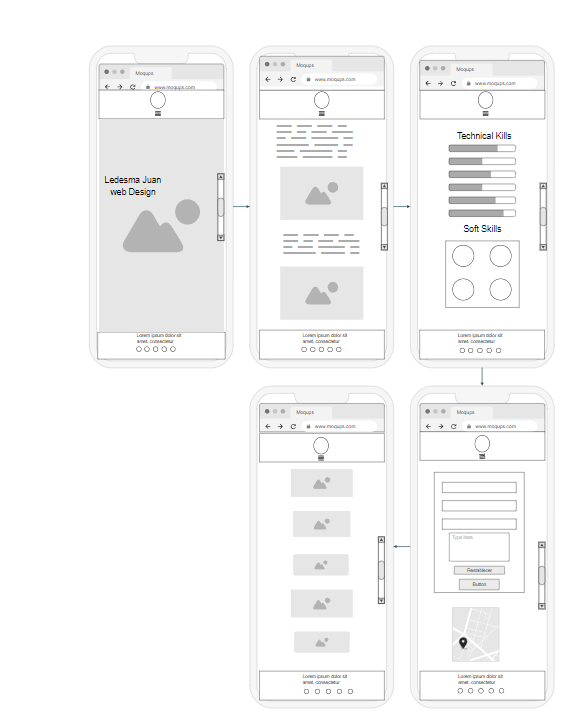 Moqups
www.moqups.com
Ledesma Juan
web Design
Lorem ipsum dolor sit
amet, consectetur
Moqups
www.moqups.com
Lorem ipsum dolor sit
amet, consectetur
Moqups
www.moqups.com
Technical Kills
Soft Skills
Lorem ipsum dolor sit
amet, consectetur
Moqups
www.moqups.com
Lorem ipsum dolor sit
amet, consectetur
Moqups
www.moqups.com
Type here
Restablecer
Button
Lorem ipsum dolor sit
amet, consectetur